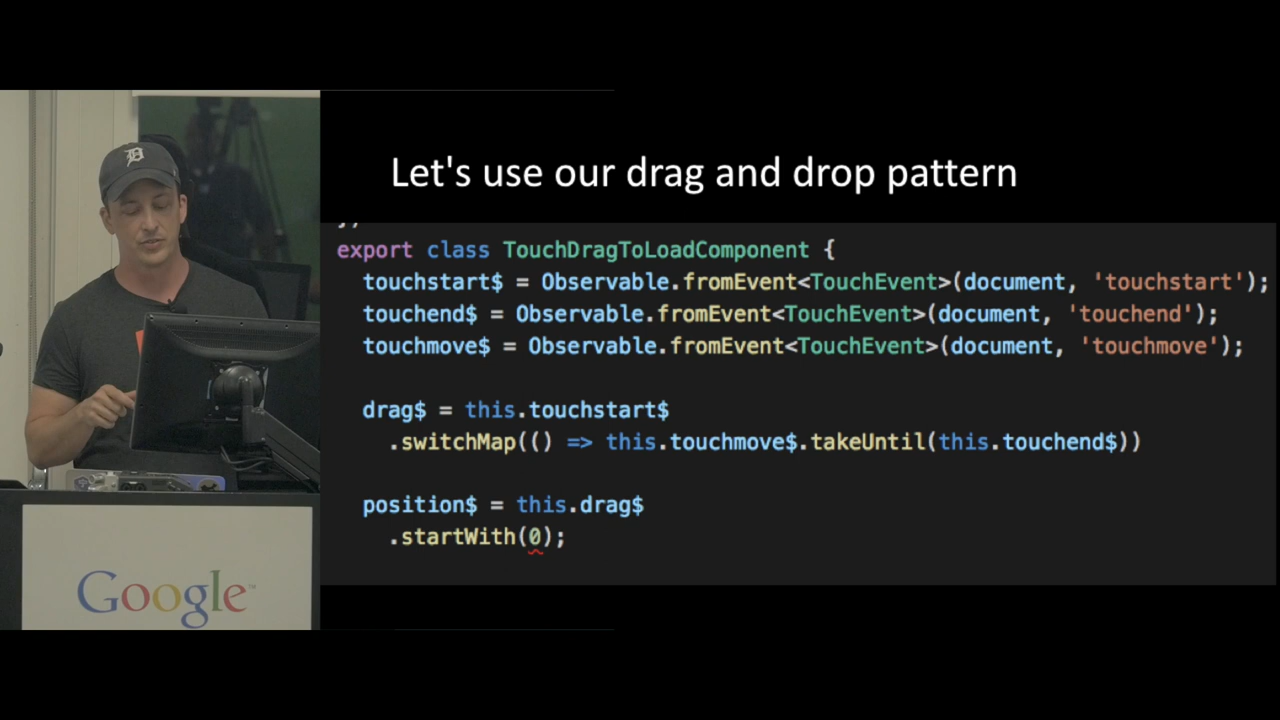 Let's use our drag and drop pattern
export class TouchDragToLoadComponent {
touchstart$ = Observable.fromEvent<TouchEvent>(document, 'touchstart');
touchend$ = Observable.fromEvent<TouchEvent>(document, 'touchend');
touchmove$ = Observable.fromEvent<TouchEvent>(document, 'touchmove');
drag$ = this.touchstart$
.switchMap(() => this.touchmove$.takeUntil(this.touchend$))
position$ = this.drag$
.startWith(0);
D
Google